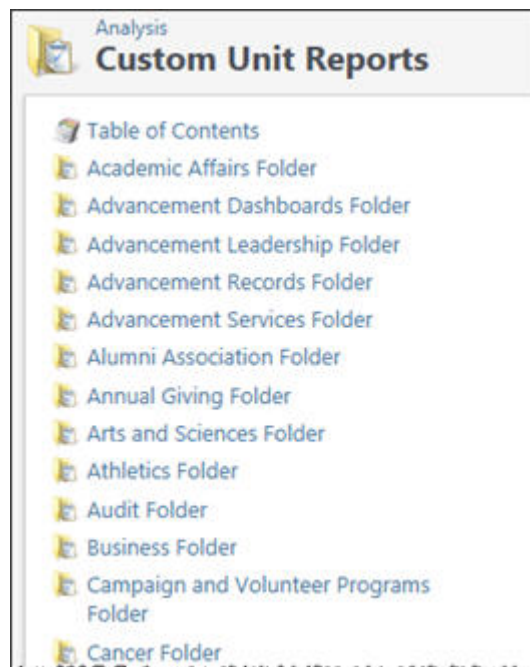 Analysis
Custom Unit Reports
Table of Contents
Academic Affairs Folder
Advancement Dashboards Folder
Advancement Leadership Folder
Advancement Records Folder
Advancement Services Folder
Alumni Association Folder
Annual Giving Folder
Arts and Sciences Folder
Athletics Folder
Audit Folder
Business Folder
Campaign and Volunteer Programs
Folder
Cancer Folder